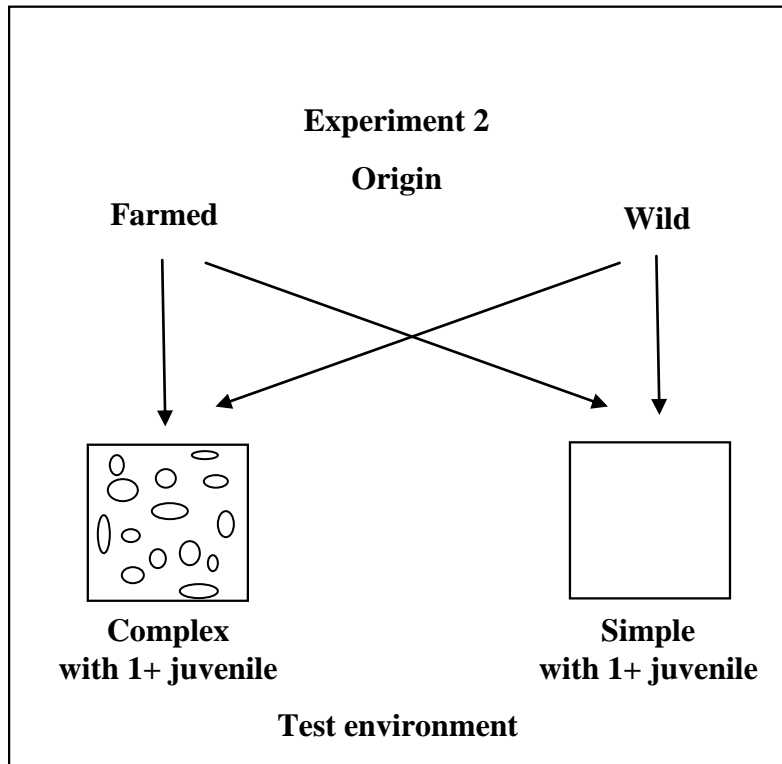 Experiment 2
Origin
Farmed
Wild
Complex
with 1+ juvenile
Simple
with 1+ juvenile
Test environment